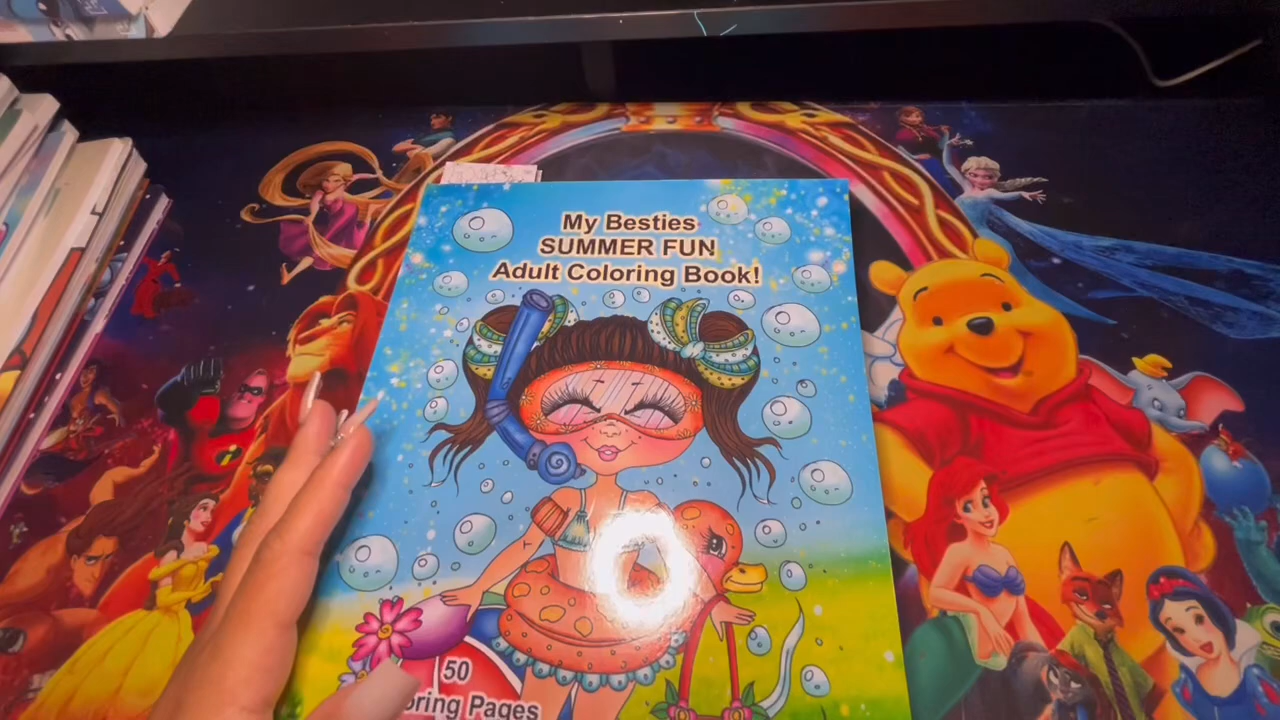 My Besties
SUMMER FUN
Adult Coloring Book!
50
oring Pages